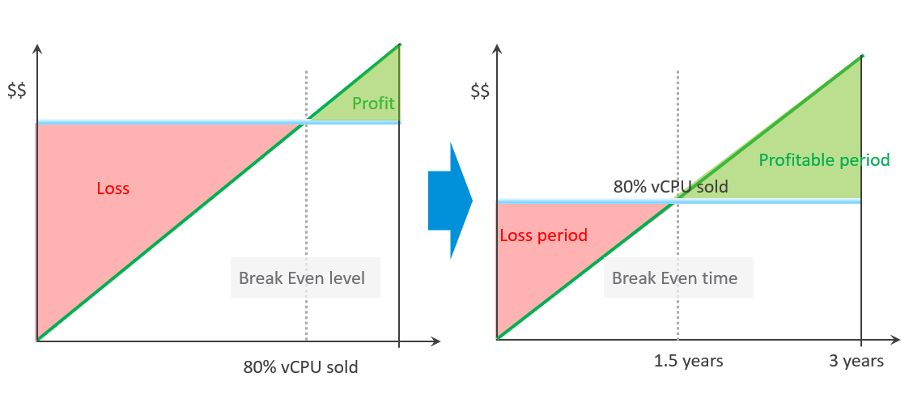 $$
Profit
Loss
Break Even level
80% vCPU sold
$$
Profitable period
80% vCPU sold
Loss period
Break Even time
1.5 years
3 years